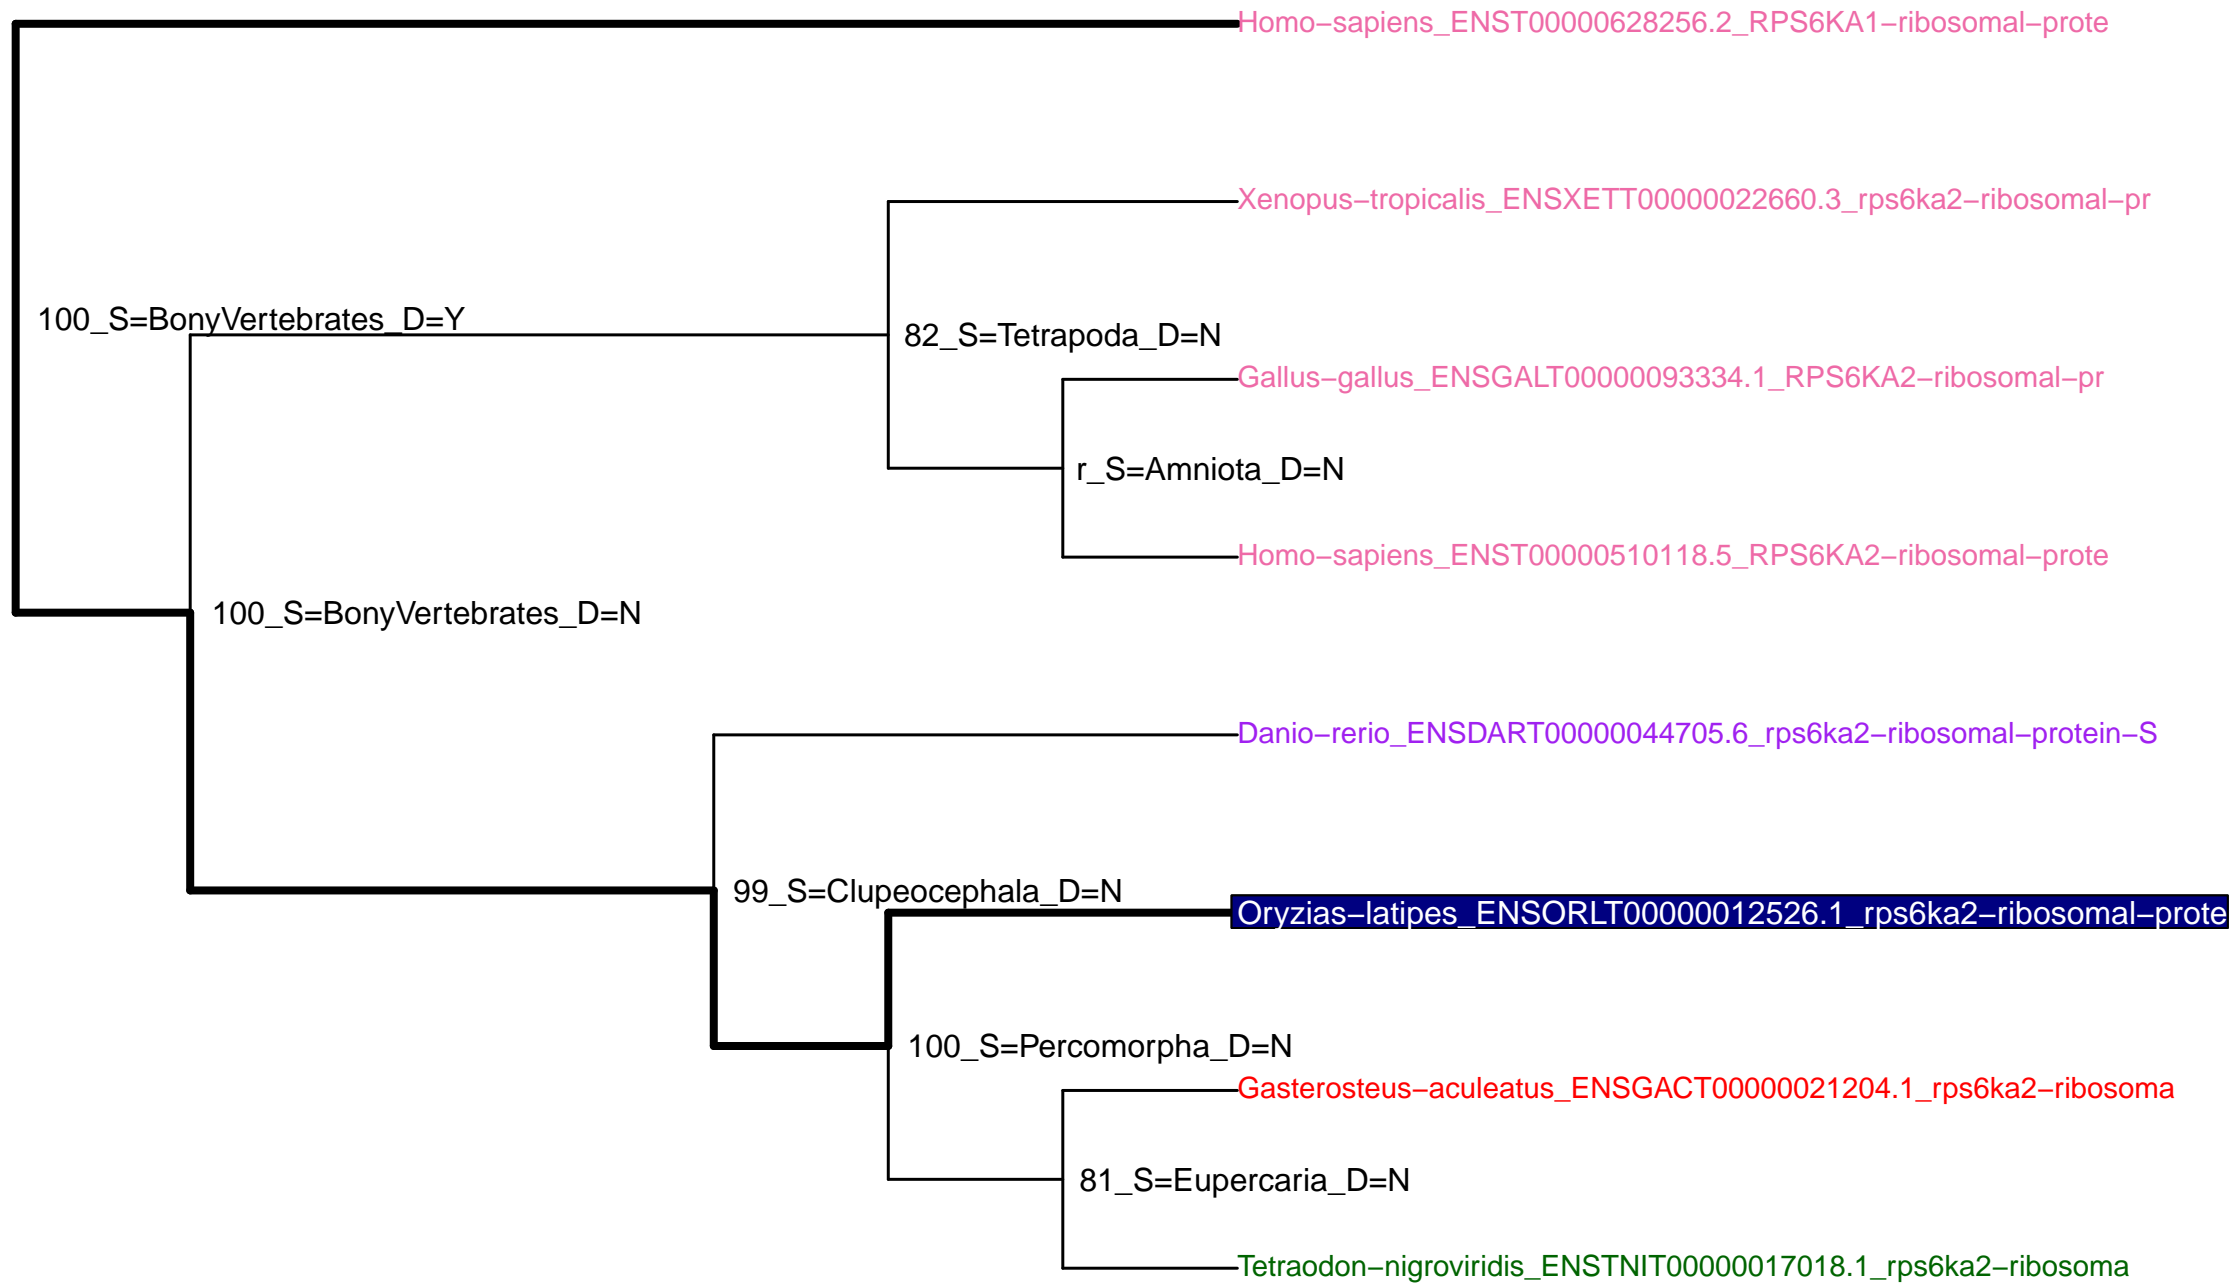 Homo−sapiens_ENST00000628256.2_RPS6KA1−ribosomal−prote
Xenopus−tropicalis_ENSXETT00000022660.3_rps6ka2−ribosomal−pr
100_S=BonyVertebrates_D=Y
82_S=Tetrapoda_D=N
Gallus−gallus_ENSGALT00000093334.1_RPS6KA2−ribosomal−pr
r_S=Amniota_D=N
Homo−sapiens_ENST00000510118.5_RPS6KA2−ribosomal−prote
100_S=BonyVertebrates_D=N
Danio−rerio_ENSDART00000044705.6_rps6ka2−ribosomal−protein−S
99_S=Clupeocephala_D=N
Oryzias−latipes_ENSORLT00000012526.1_rps6ka2−ribosomal−prote
100_S=Percomorpha_D=N
Gasterosteus−aculeatus_ENSGACT00000021204.1_rps6ka2−ribosoma
81_S=Eupercaria_D=N
Tetraodon−nigroviridis_ENSTNIT00000017018.1_rps6ka2−ribosoma